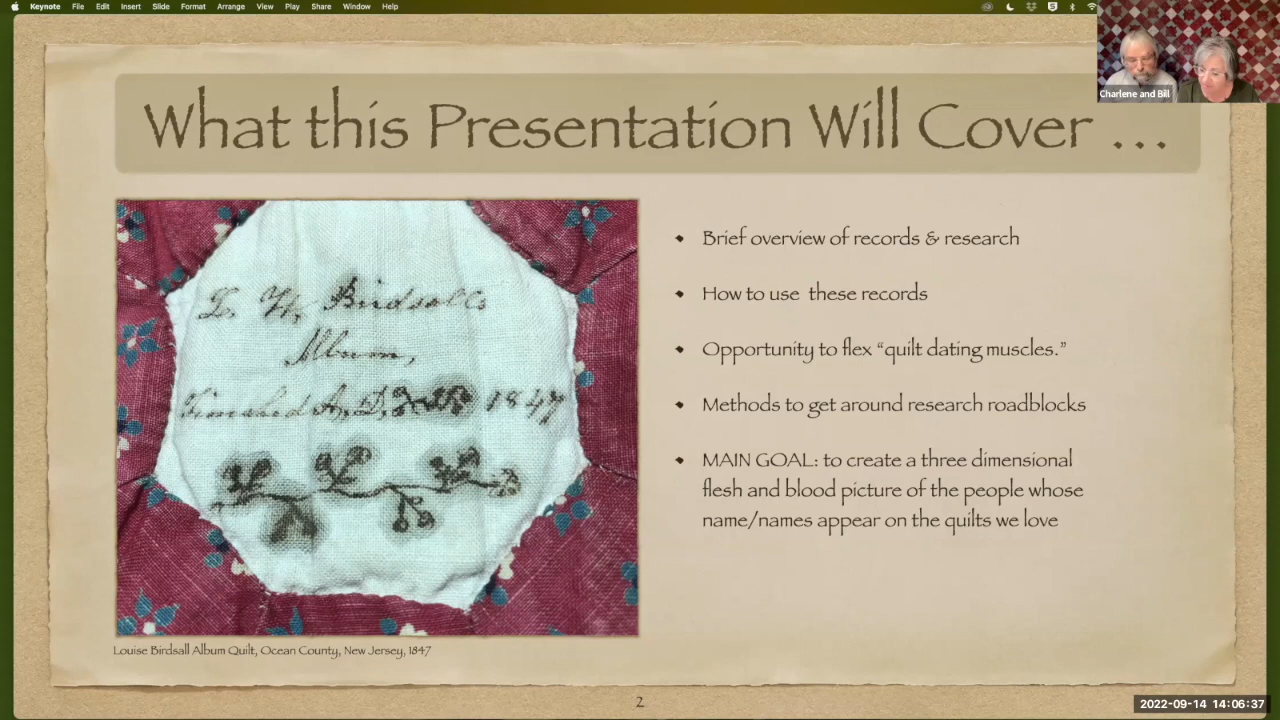 Keynote File Edit Insert Slide Format Arrange View Play Share Window Help
Charlene and Bill
What this Presentation Will Cover ...
L. W. Birdsall's
Album,
Finished A.D. 1847
• Brief overview of records & research
• How to use these records
• Opportunity to flex “quilt dating muscles.”
• Methods to get around research roadblocks
• MAIN GOAL: to create a three dimensional
flesh and blood picture of the people whose
name/names appear on the quilts we love
Louise Birdsall Album Quilt, Ocean County, New Jersey, 1847
2
2022-09-14 14:06:37